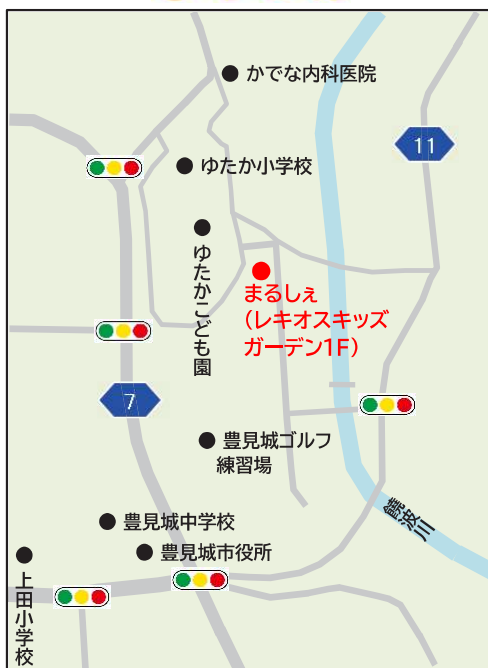 かでな内科医院
11
ゆたか小学校
ゆたかこども園
まるしぇ
(レキオスキッズ
ガーデン1F)
7
豊見城ゴルフ
練習場
饒波川
豊見城中学校
豊見城市役所
上田小学校